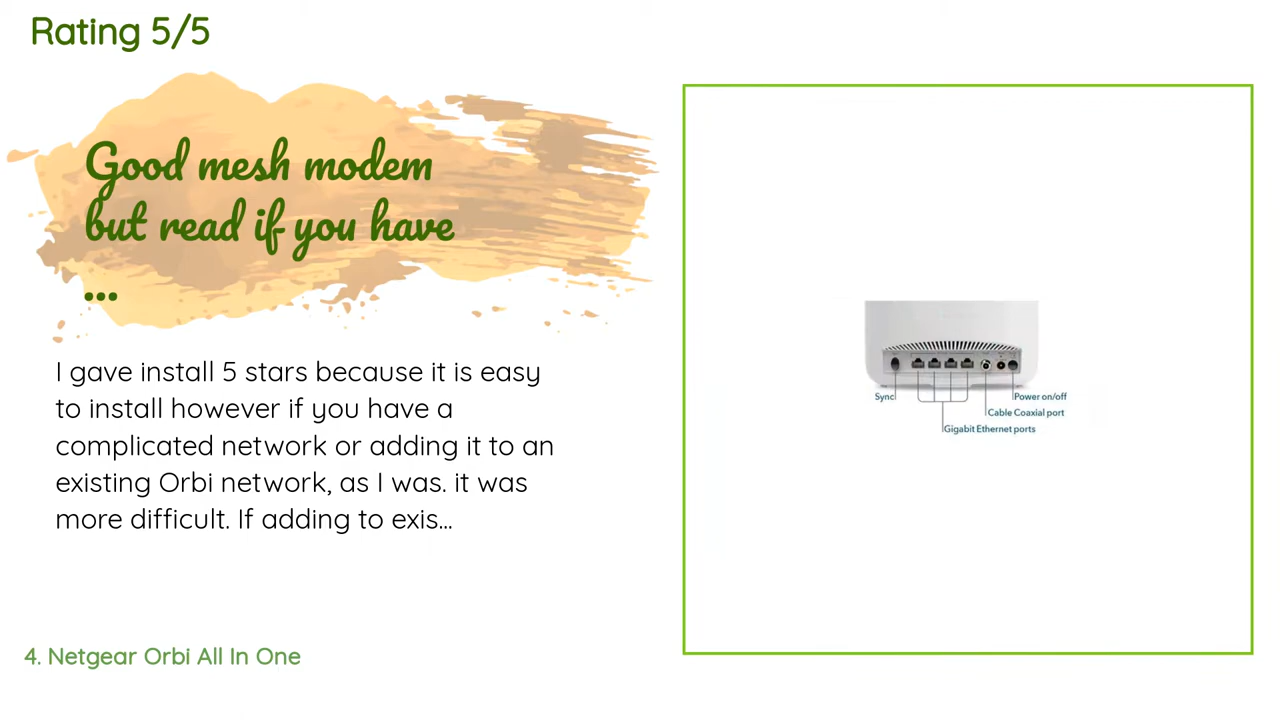 Rating 5/5
Good mesh modem
but read if you have
...
I gave install 5 stars because it is easy
to install however if you have a
complicated network or adding it to an
existing Orbi network, as I was. it was
more difficult. If adding to exis...
Sync
Power on/off
Cable Coaxial port
Gigabit Ethernet ports
4. Netgear Orbi All In One